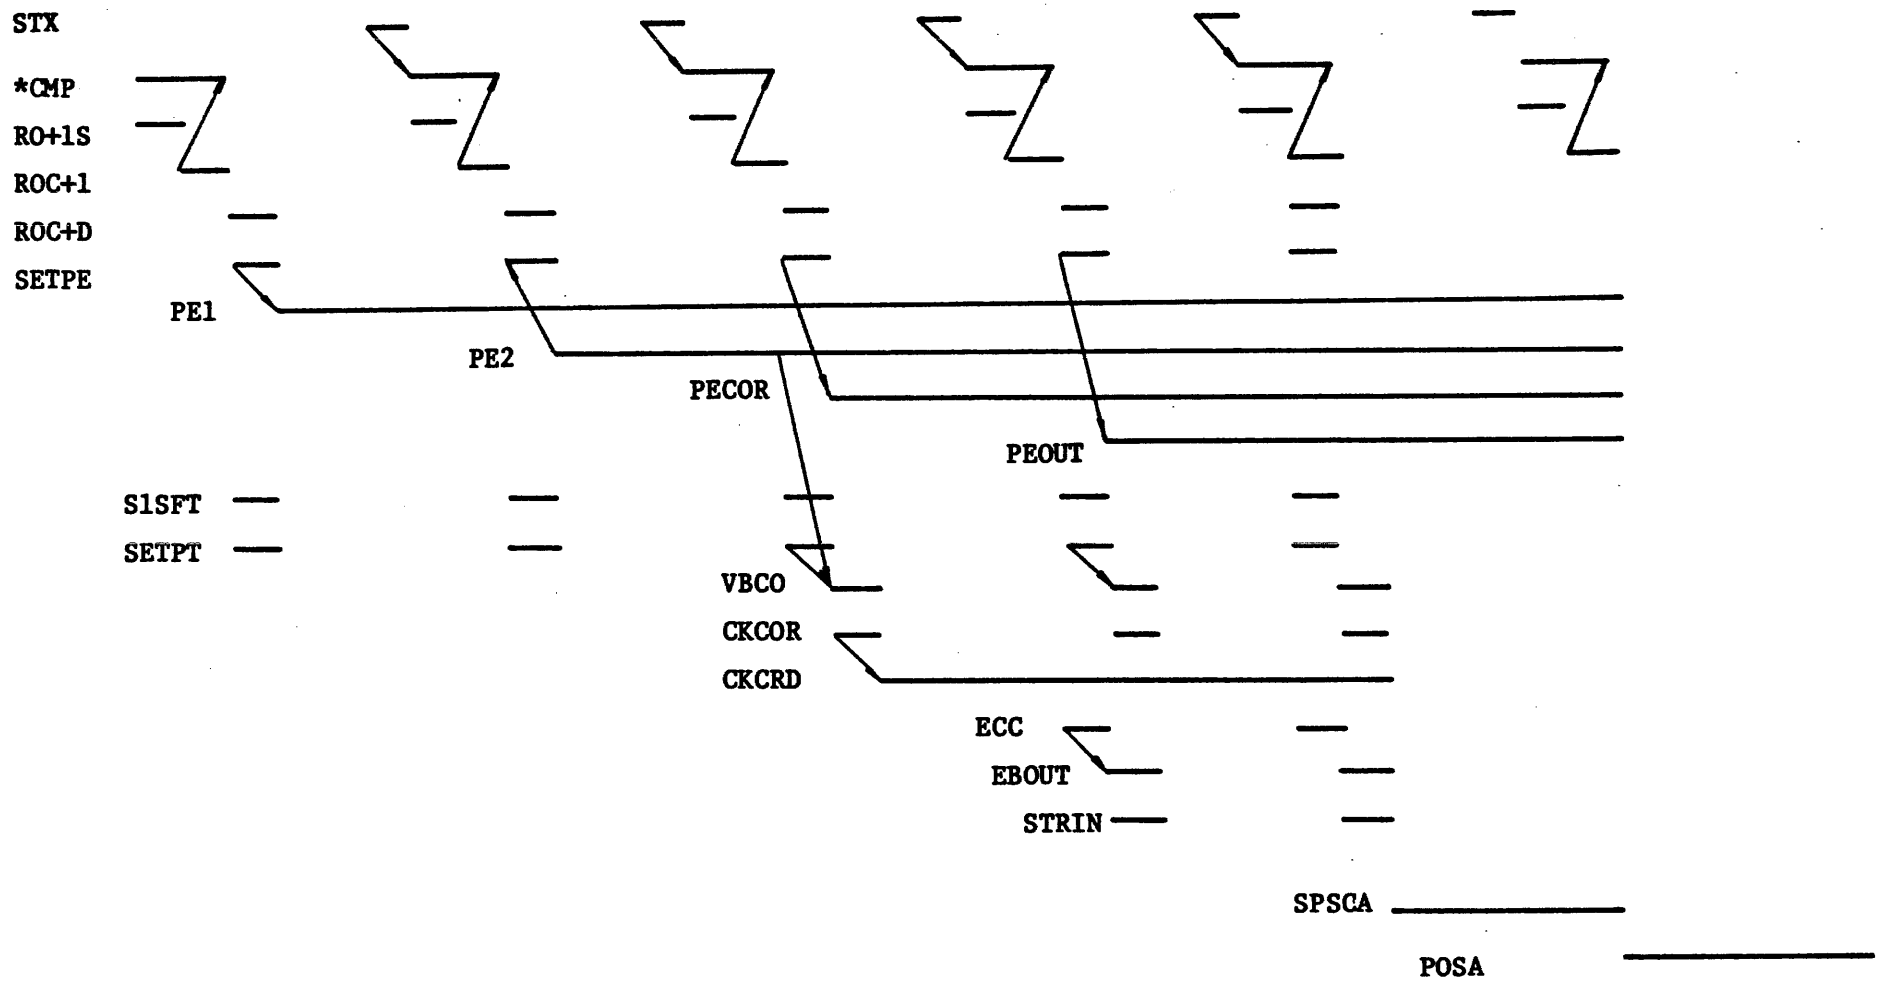 STX
*CMP
RO+1S
ROC+1
ROC+D
SETPE
PE1
PE2
PECOR
PEOUT
S1SFT
SETPT
VBCO
CKCOR
CKCRD
ECC
EBOUT
STRIN
SPSCA
POSA